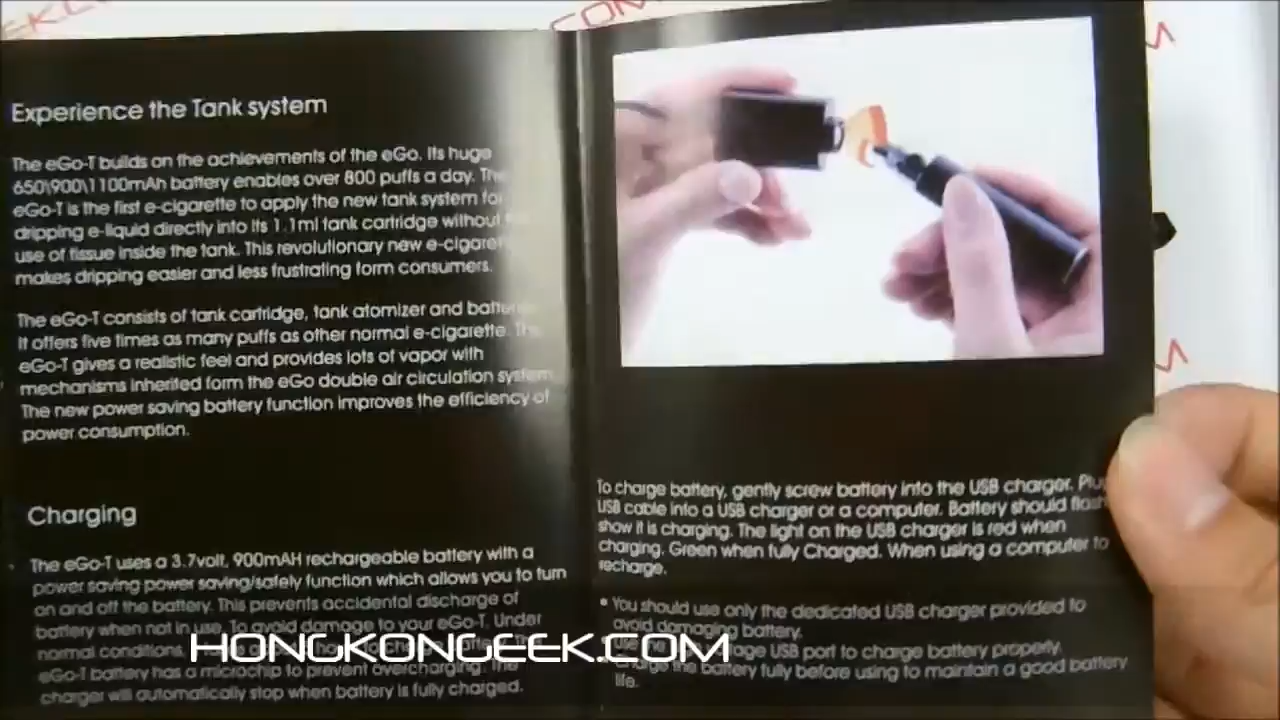 Experience the Tank system
The eGo-T builds on the achievements of the eGo. Its huge
650\900\1100mAh battery enables over 800 puffs a day. The
eGo-T is the first e-cigarette to apply the new tank system for
dripping e-liquid directly into its 1.1ml tank cartridge without
use of tissue inside the tank. This revolutionary new
makes dripping easier and less frustrating form consumers.
The eGo-T consists of tank cartridge, tank atomizer and
It offers five times as many puffs as other normal e-cigarette. The
eGo-T gives a realistic feel and provides lots of vapor with
mechanisms inherited form the eGo double air circulation system.
The new power saving battery function improves the efficiency of
power consumption.
Charging
The eGo-T uses a 3.7volt, 900mAH rechargeable battery with a
power saving power saving/safely function which allows you to turn
on and off the battery. This prevents accidental discharge of
battery when not in use. To avoid damage to your eGo-T. Under
normal conditions
eGo-T battery has a microchip to prevent overcharging. The
charger will automatically stop when battery is fully charged.
To charge battery, gently screw battery into the USB charger. Plug
USB cable into a USB charger or a computer. Battery should flash
show it is charging. The light on the USB charger is red when
charging. Green when fully Charged. When using a computer to
recharge.
• You should use only the dedicated USB charger provided to
avoid damaging battery.
USB port to charge battery properly.
the battery fully before using to maintain a good battery
life.
HONGKONGEEK.COM